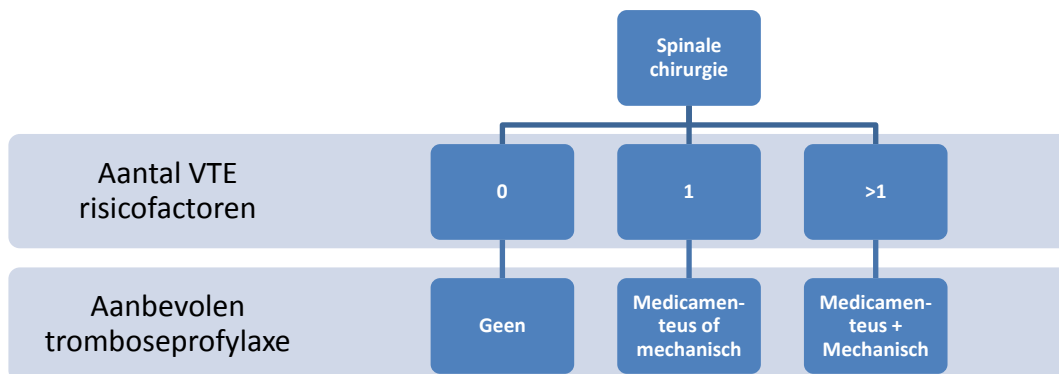 Spinale
chirurgie
Aantal VTE
risicofactoren
0
1
>1
Aanbevolen
tromboseprofylaxe
Geen
Medicamen-
teus of
mechanisch
Medicamen-
teus +
Mechanisch